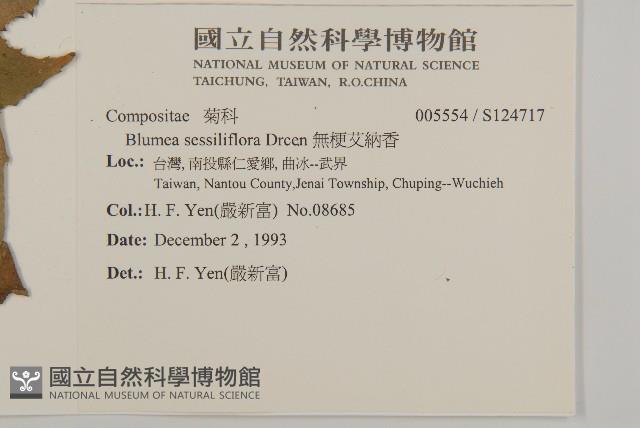 國立自然科學博物館
NATIONAL MUSEUM OF NATURAL SCIENCE
TAICHUNG, TAIWAN, R.O.CHINA
Compositae 菊科 005554 / S124717
Blumea sessiliflora Drcen 無梗艾納香
Loc.: 台灣, 南投縣仁愛鄉, 曲冰--武界
Taiwan, Nantou County,Jenai Township, Chuping--Wuchieh
Col.: H. F. Yen(嚴新富) No.08685
Date: December 2 , 1993
Det.: H. F. Yen(嚴新富)
國立自然科學博物館
NATIONAL MUSEUM OF NATURAL SCIENCE